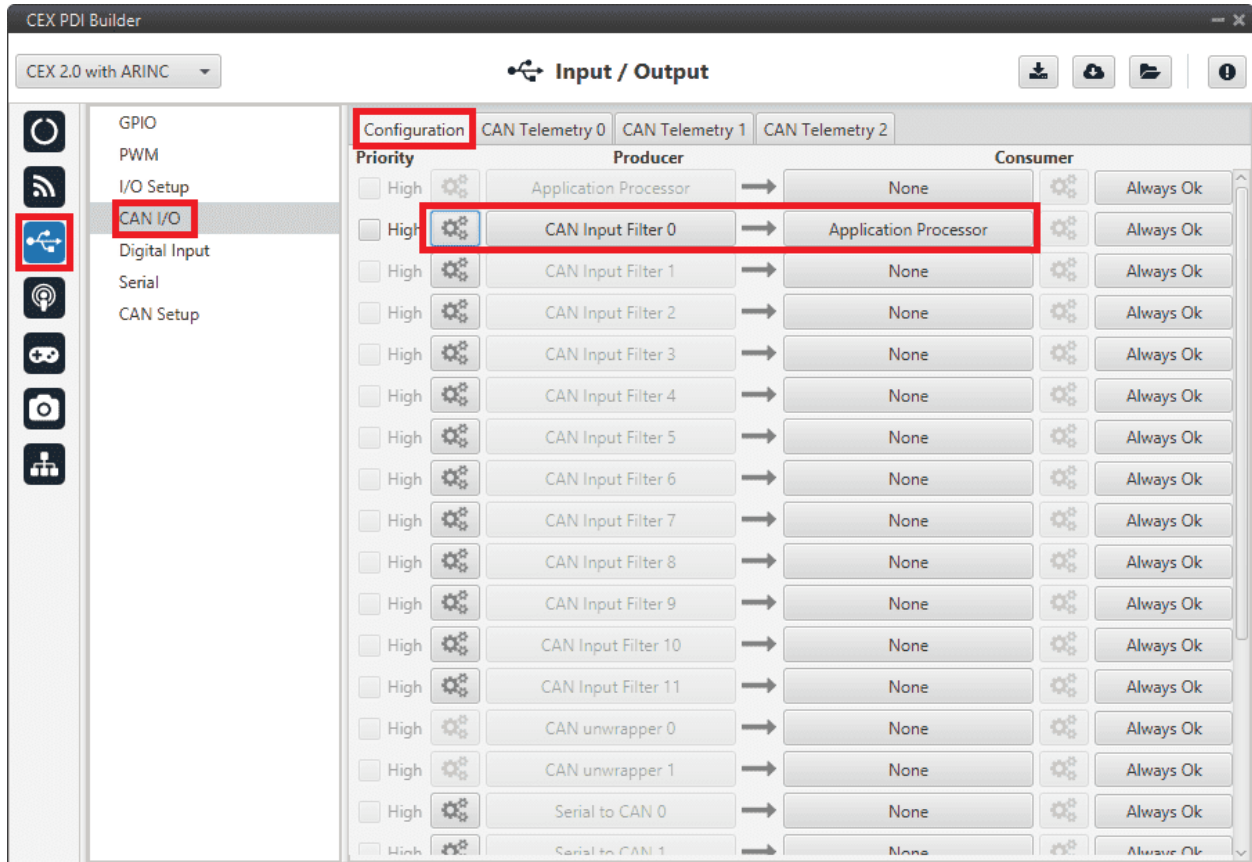 CEX PDI Builder
CEX 2.0 with ARINC
Input / Output
GPIO
PWM
I/O Setup
CAN I/O
Digital Input
Serial
CAN Setup
Configuration CAN Telemetry 0 CAN Telemetry 1 CAN Telemetry 2
Priority Producer Consumer
High Application Processor None Always Ok
High CAN Input Filter 0 Application Processor Always Ok
High CAN Input Filter 1 None Always Ok
High CAN Input Filter 2 None Always Ok
High CAN Input Filter 3 None Always Ok
High CAN Input Filter 4 None Always Ok
High CAN Input Filter 5 None Always Ok
High CAN Input Filter 6 None Always Ok
High CAN Input Filter 7 None Always Ok
High CAN Input Filter 8 None Always Ok
High CAN Input Filter 9 None Always Ok
High CAN Input Filter 10 None Always Ok
High CAN Input Filter 11 None Always Ok
High CAN unwrapper 0 None Always Ok
High CAN unwrapper 1 None Always Ok
High Serial to CAN 0 None Always Ok
High Serial to CAN 1 None Always Ok